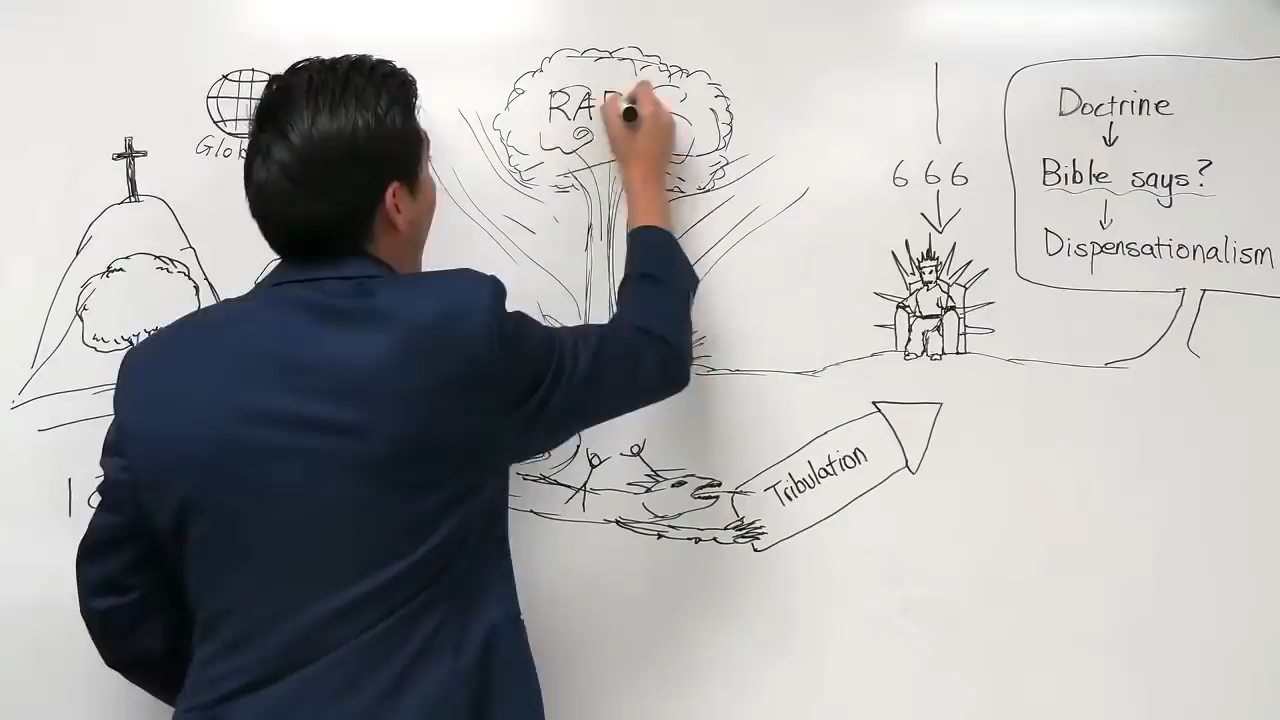 666
Doctrine
Bible says?
Dispensationalism
Tribulation